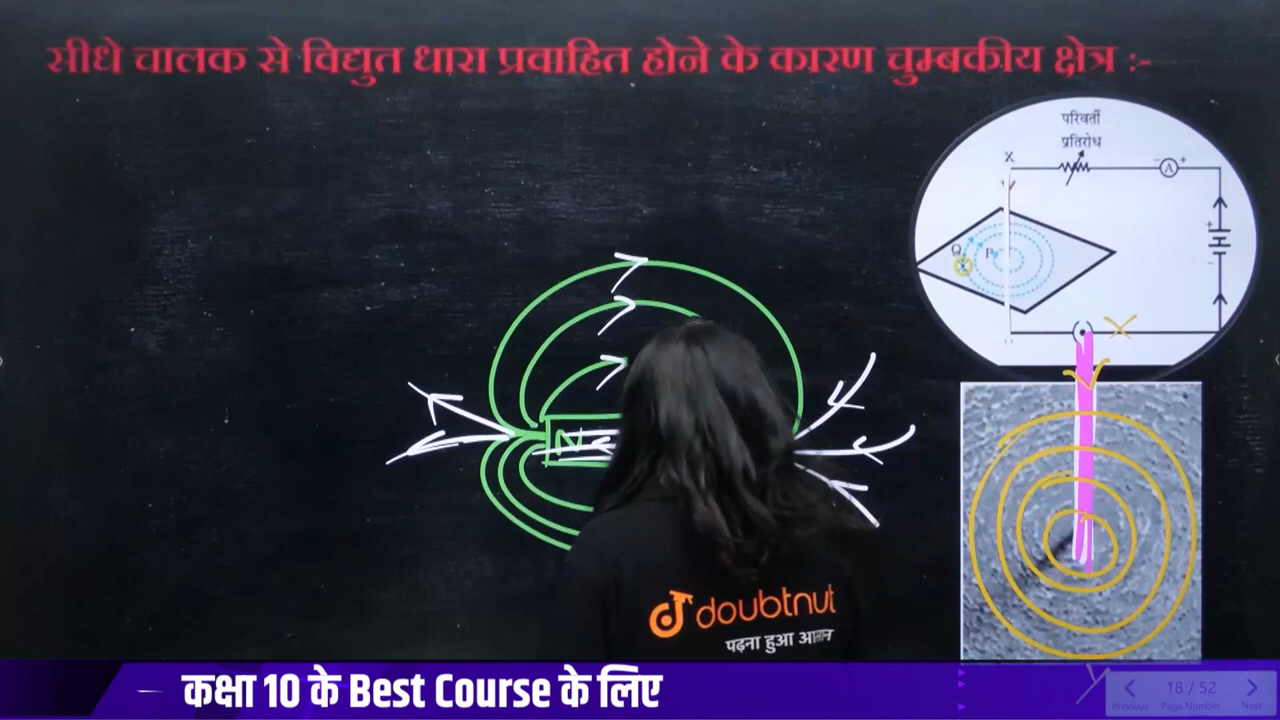 सीधे चालक से विद्युत धारा प्रवाहित होने के कारण चुम्बकीय क्षेत्र :-
परिवर्ती
प्रतिरोध
X
- A +
+
-
Q
P
N
doubtnut
पढ़ना हुआ आसान
कक्षा 10 के Best Course के लिए
18 / 52
Previous Page Number Next